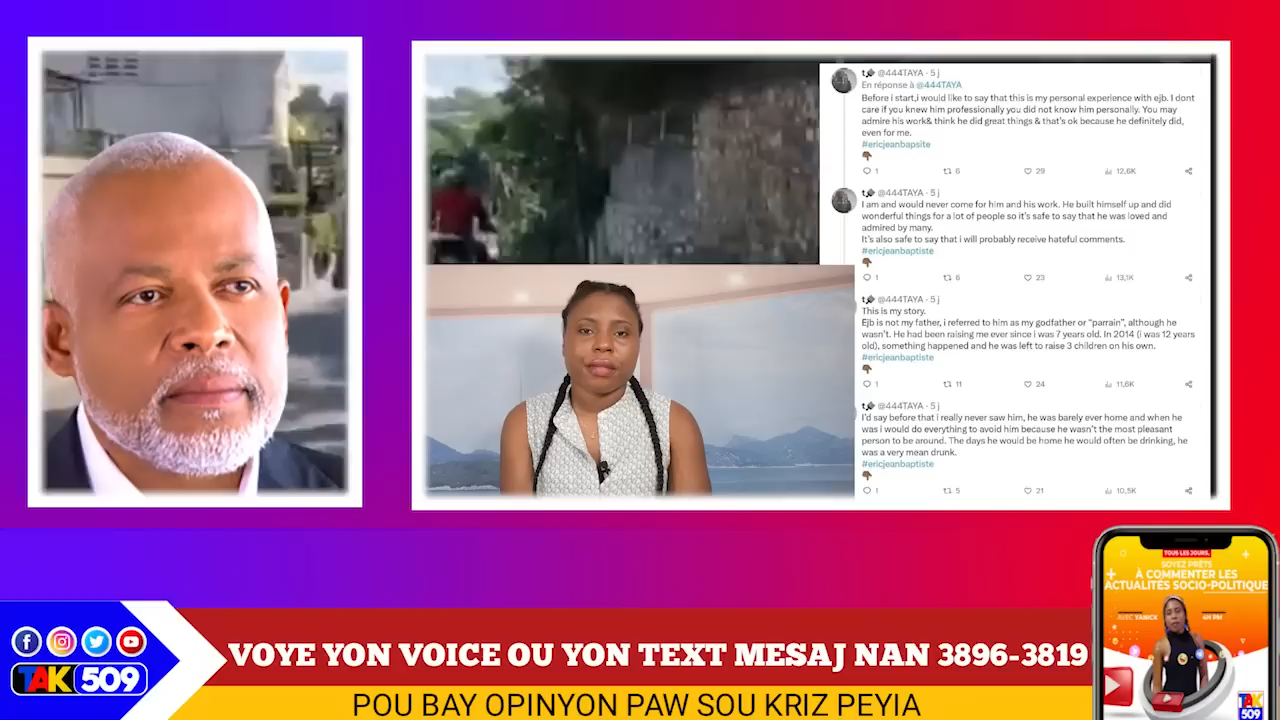 t @444TAYA · 5 j
En réponse à @444TAYA
Before i start,i would like to say that this is my personal experience with ejb. I dont
care if you knew him professionally you did not know him personally. You may
admire his work& think he did great things & that's ok because he definitely did,
even for me.
#ericjeanbapsite
1 6 29 12,6K
t @444TAYA · 5 j
I am and would never come for him and his work. He built himself up and did
wonderful things for a lot of people so it's safe to say that he was loved and
admired by many.
It's also safe to say that i will probably receive hateful comments.
#ericjeanbaptiste
1 6 23 13,1K
t @444TAYA · 5 j
This is my story.
Ejb is not my father, i referred to him as my godfather or "parrain", although he
wasn't. He had been raising me ever since i was 7 years old. In 2014 (i was 12 years
old), something happened and he was left to raise 3 children on his own.
#ericjeanbaptiste
1 11 24 11,6K
t @444TAYA · 5 j
I'd say before that i really never saw him, he was barely ever home and when he
was i would do everything to avoid him because he wasn't the most pleasant
person to be around. The days he would be home he would often be drinking, he
was a very mean drunk.
#ericjeanbaptiste
1 5 21 10,5K
TOUS LES JOURS,
SOYEZ PRÊTS
À COMMENTER LES
ACTUALITÉS SOCIO-POLITIQUE
AVEC YANICK
4H PM
TAK
509
TAK 509
VOYE YON VOICE OU YON TEXT MESAJ NAN 3896-3819
POU BAY OPINYON PAW SOU KRIZ PEYIA